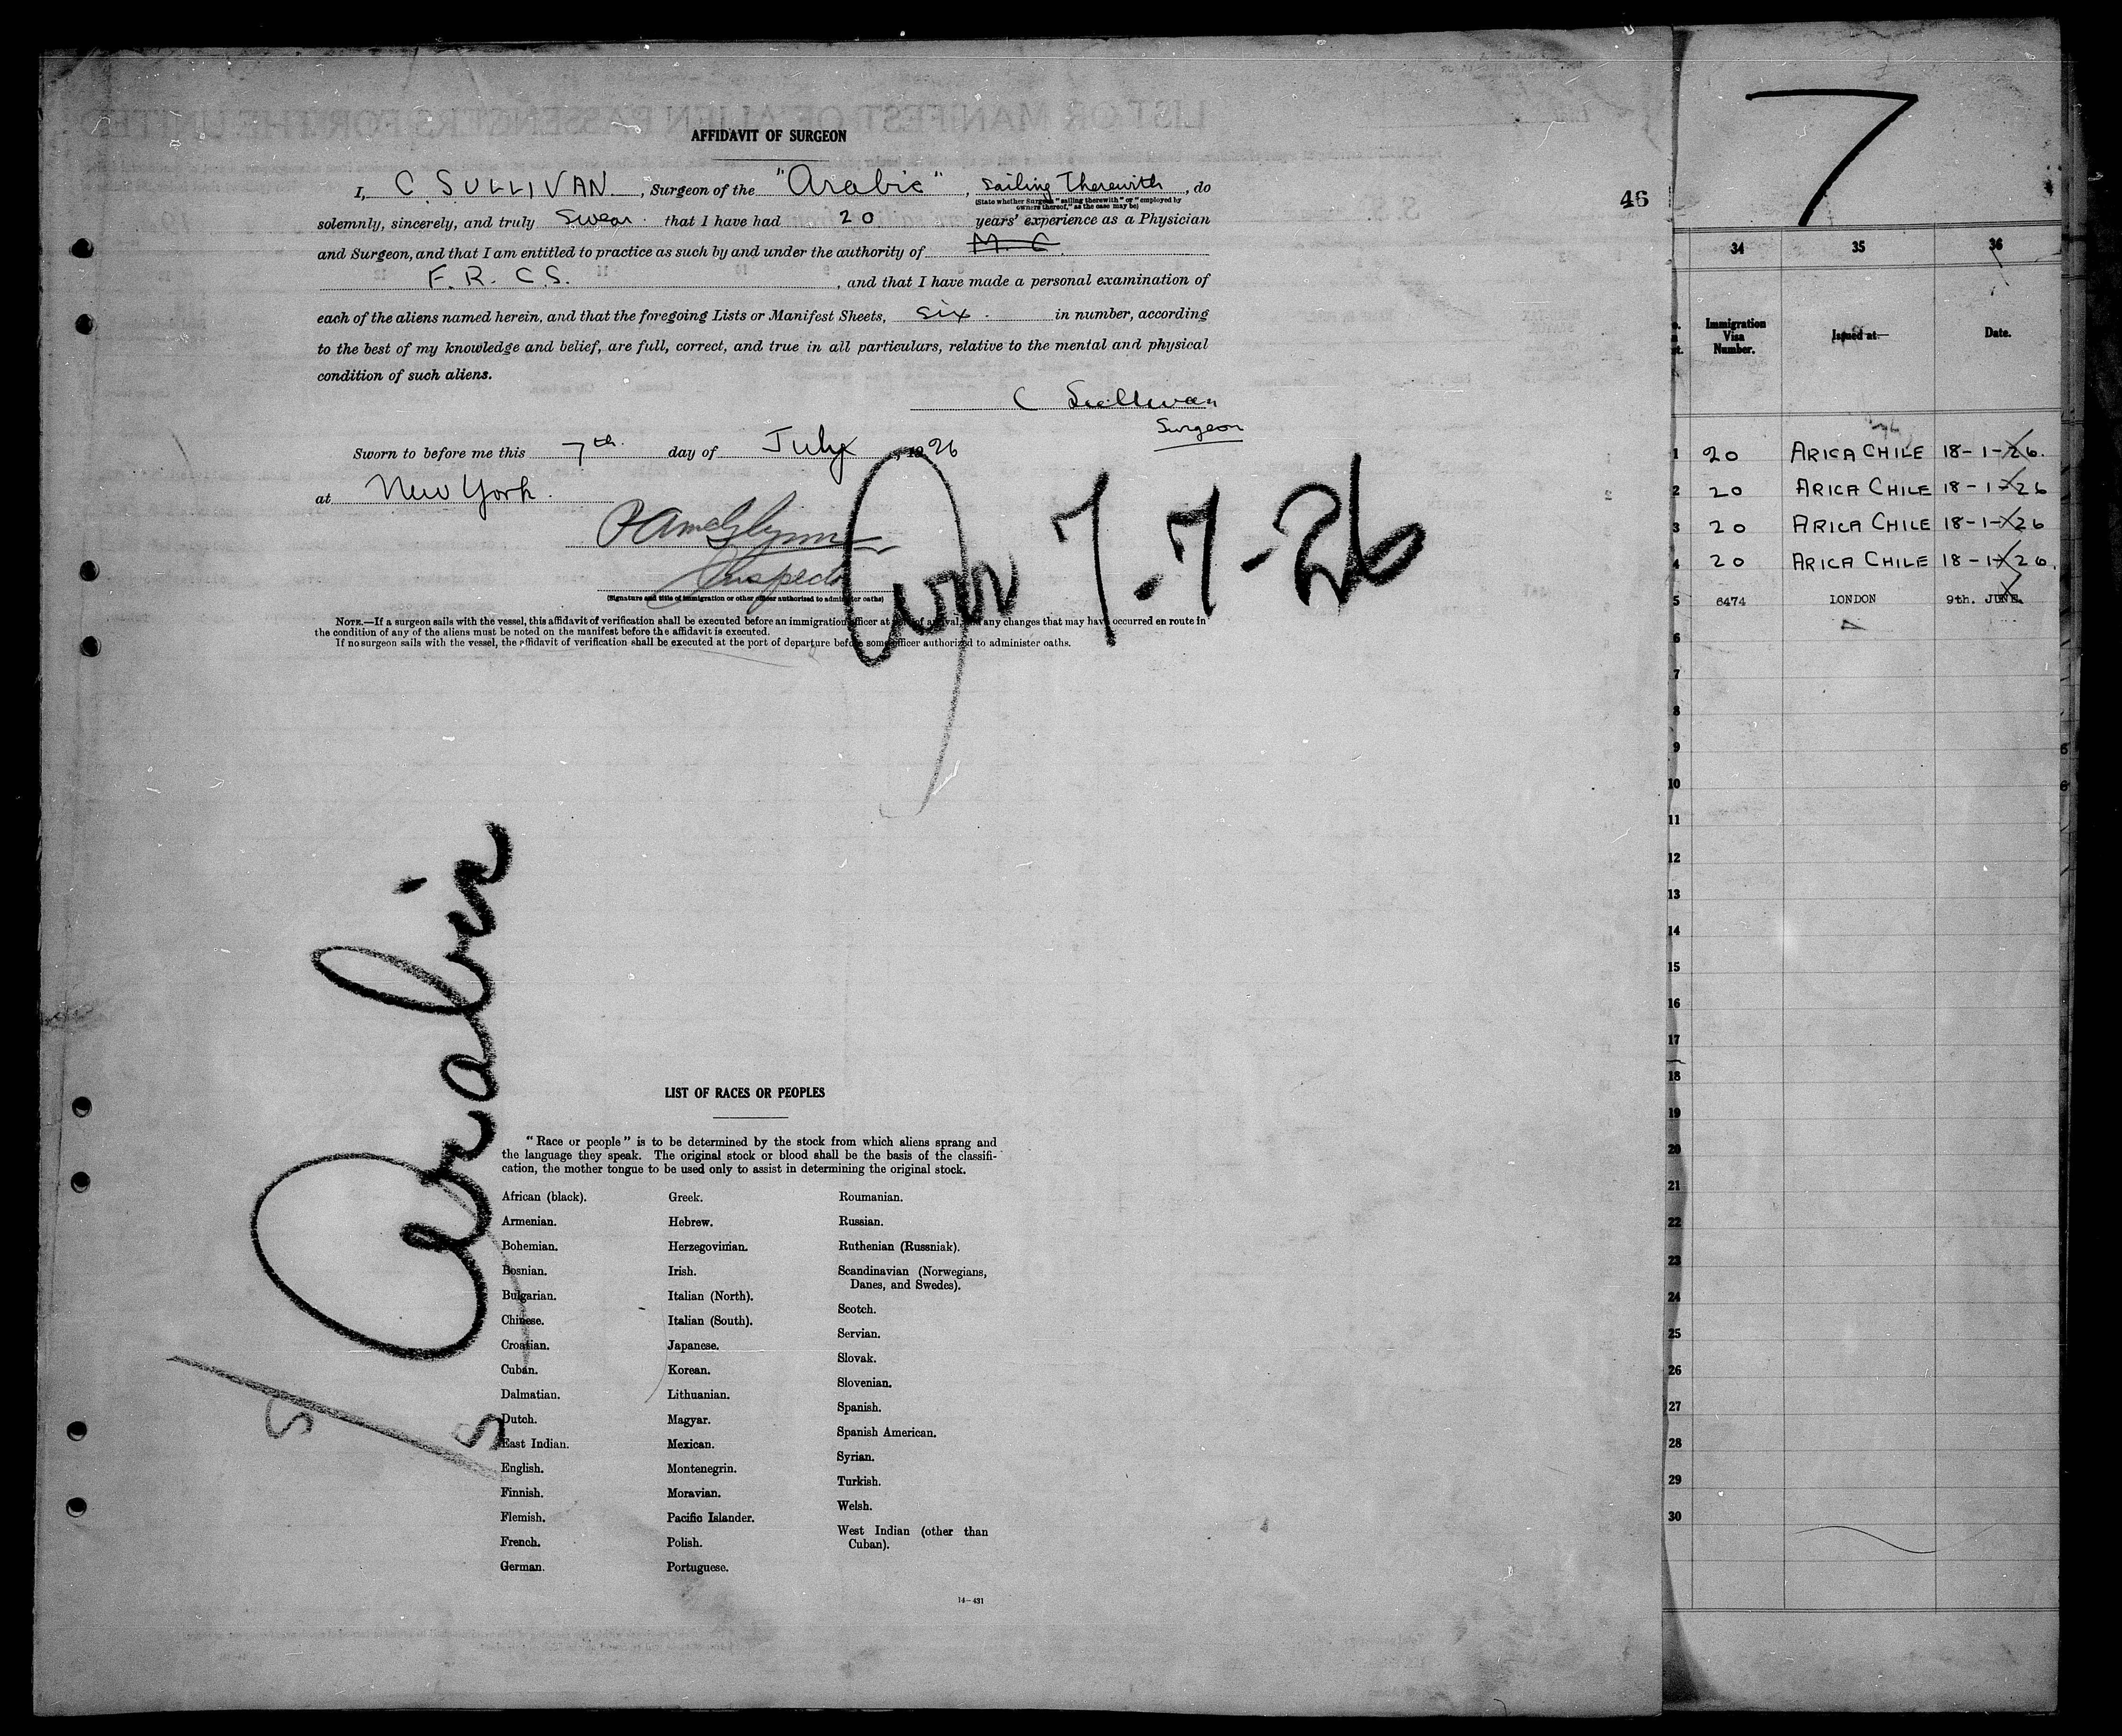 AFFIDAVIT OF SURGEON
I, C SULLIVAN, Surgeon of the "Arabic", sailing Therewith, do
(State whether Surgeon "sailing therewith" or "employed by
owners thereof," as the case may be)
solemnly, sincerely, and truly swear. that I have had 20. years' experience as a Physician
and Surgeon, and that I am entitled to practice as such by and under the authority of M. C.
F. R. C. S., and that I have made a personal examination of
each of the aliens named herein, and that the foregoing Lists or Manifest Sheets, six. in number, according
to the best of my knowledge and belief, are full, correct, and true in all particulars, relative to the mental and physical
condition of such aliens.
C Sullivan
Surgeon
Sworn to before me this 7th. day of July, 1926
at New York.
Inspector
(Signature and title of immigration or other officer authorized to administer oaths)
Arr 7-7-26
NOTE.—If a surgeon sails with the vessel, this affidavit of verification shall be executed before an immigration officer at port of arrival, and any changes that may have occurred en route in
the condition of any of the aliens must be noted on the manifest before the affidavit is executed.
If no surgeon sails with the vessel, the affidavit of verification shall be executed at the port of departure before some officer authorized to administer oaths.
S/S Arabic
LIST OF RACES OR PEOPLES
"Race or people" is to be determined by the stock from which aliens sprang and
the language they speak. The original stock or blood shall be the basis of the classifi-
cation, the mother tongue to be used only to assist in determining the original stock.
African (black).
Armenian.
Bohemian.
Bosnian.
Bulgarian.
Chinese.
Croatian.
Cuban.
Dalmatian.
Dutch.
East Indian.
English.
Finnish.
Flemish.
French.
German.
Greek.
Hebrew.
Herzegovinian.
Irish.
Italian (North).
Italian (South).
Japanese.
Korean.
Lithuanian.
Magyar.
Mexican.
Montenegrin.
Moravian.
Pacific Islander.
Polish.
Portuguese.
Roumanian.
Russian.
Ruthenian (Russniak).
Scandinavian (Norwegians,
Danes, and Swedes).
Scotch.
Servian.
Slovak.
Slovenian.
Spanish.
Spanish American.
Syrian.
Turkish.
Welsh.
West Indian (other than
Cuban).
14-431
46
7
34 35 36
Immigration
Visa
Number.
Issued at—
Date.
1 20 ARICA CHILE 18-1-26.
2 20 ARICA CHILE 18-1-26
3 20 ARICA CHILE 18-1-26
4 20 ARICA CHILE 18-1-26.
5 6474 LONDON 9th. JUNE.
6
7
8
9
10
11
12
13
14
15
16
17
18
19
20
21
22
23
24
25
26
27
28
29
30